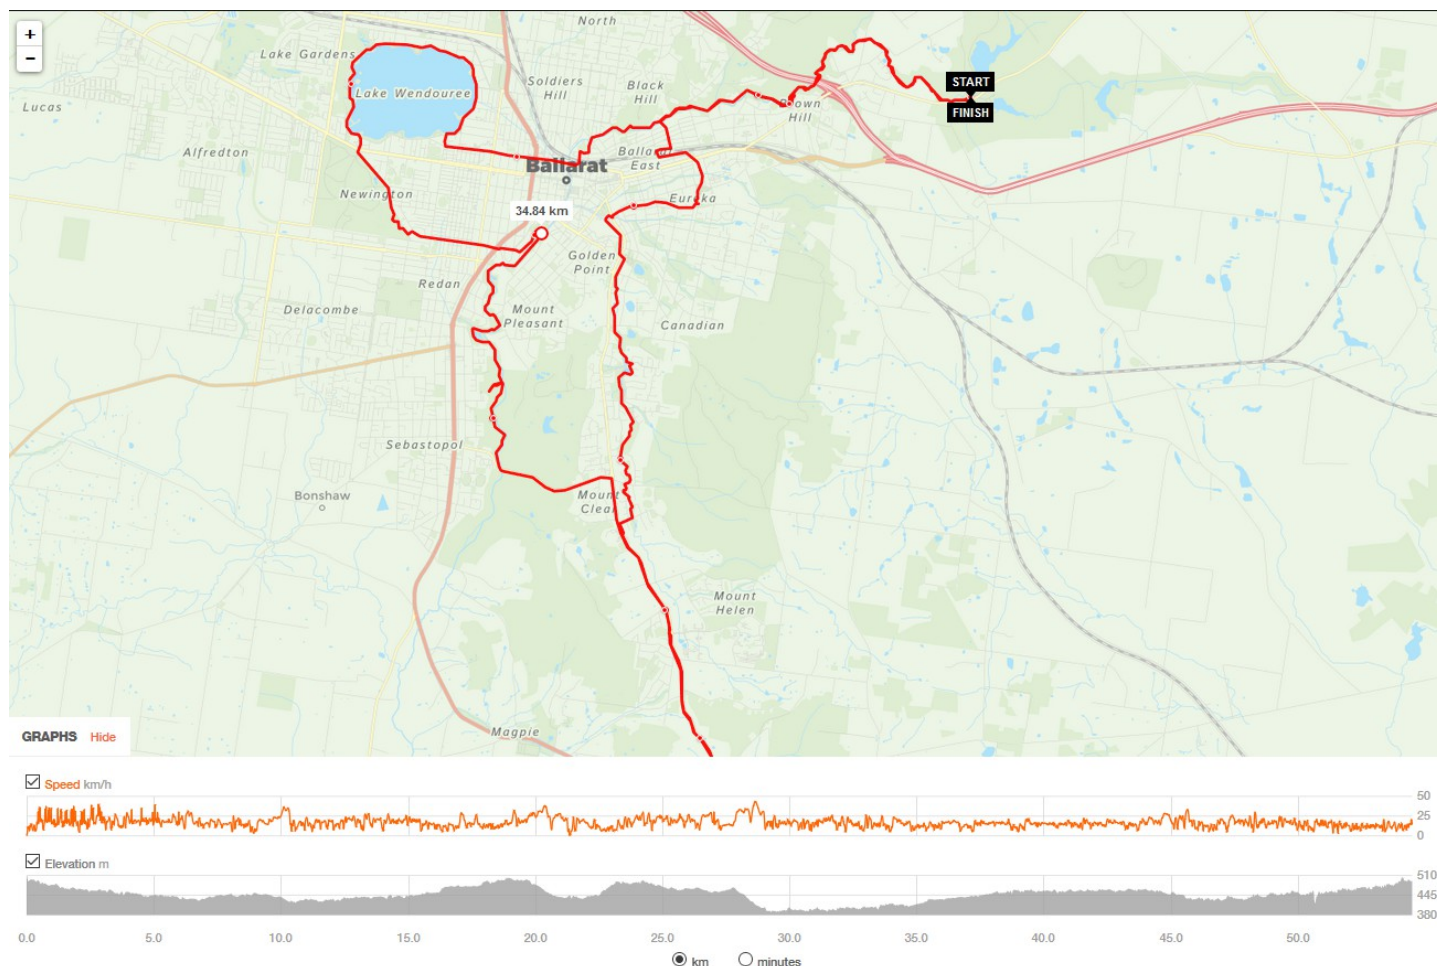 +
−
North
Lake Gardens
Soldiers
Hill
Black
Hill
Lake Wendouree
Lucas
START
FINISH
Brown
Hill
Alfredton
Ballarat
East
Ballarat
Newington
Eureka
34.84 km
Golden
Point
Redan
Delacombe
Mount
Pleasant
Canadian
Sebastopol
Bonshaw
Mount
Clear
Mount
Helen
Magpie
GRAPHS Hide
Speed km/h
50
25
0
Elevation m
510
445
380
0.0 5.0 10.0 15.0 20.0 25.0 30.0 35.0 40.0 45.0 50.0
km minutes